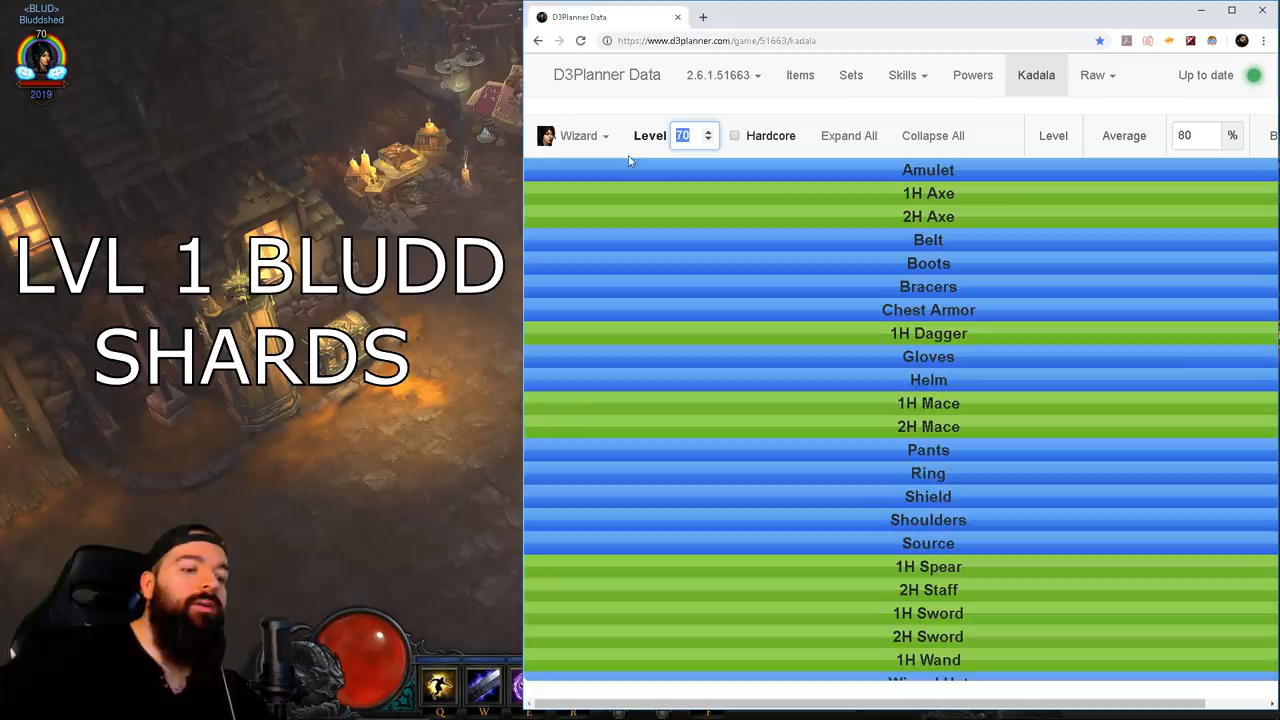 <BLUD>
Bluddshed
70
2019
LVL 1 BLUDD
SHARDS
Q W E R F
D3Planner Data
https://www.d3planner.com/game/51663/kadala
D3Planner Data 2.6.1.51663 Items Sets Skills Powers Kadala Raw Up to date
Wizard Level 70 Hardcore Expand All Collapse All Level Average 80 % B
Amulet
1H Axe
2H Axe
Belt
Boots
Bracers
Chest Armor
1H Dagger
Gloves
Helm
1H Mace
2H Mace
Pants
Ring
Shield
Shoulders
Source
1H Spear
2H Staff
1H Sword
2H Sword
1H Wand